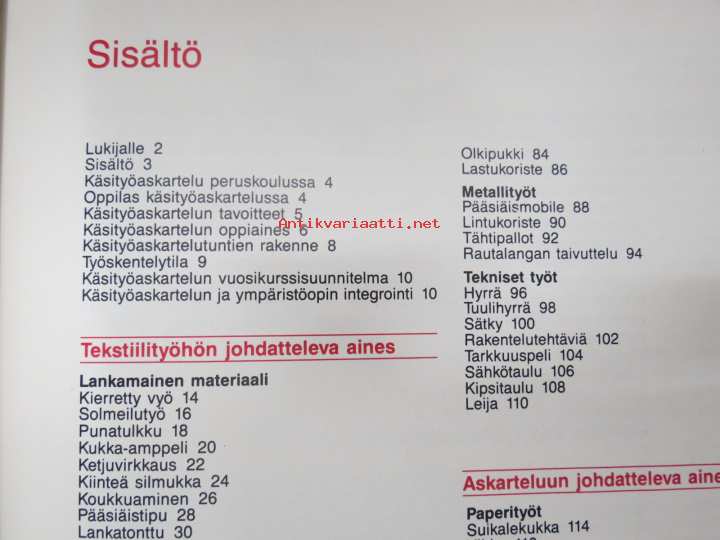 Sisältö
Lukijalle 2
Sisältö 3
Käsityöaskartelu peruskoulussa 4
Oppilas käsityöaskartelussa 4
Käsityöaskartelun tavoitteet 5
Käsityöaskartelun oppiaines 6
Käsityöaskartelutuntien rakenne 8
Työskentelytila 9
Käsityöaskartelun vuosikurssisuunnitelma 10
Käsityöaskartelun ja ympäristöopin integrointi 10
Tekstiilityöhön johdatteleva aines
Lankamainen materiaali
Kierretty vyö 14
Solmeilutyö 16
Punatulkku 18
Kukka-amppeli 20
Ketjuvirkkaus 22
Kiinteä silmukka 24
Koukkuaminen 26
Pääsiäistipu 28
Lankatonttu 30
Olkipukki 84
Lastukoriste 86
Metallityöt
Pääsiäismobile 88
Lintukoriste 90
Tähtipallot 92
Rautalangan taivuttelu 94
Tekniset työt
Hyrrä 96
Tuulihyrrä 98
Sätky 100
Rakentelutehtäviä 102
Tarkkuuspeli 104
Sähkötaulu 106
Kipsitaulu 108
Leija 110
Askarteluun johdatteleva aine
Paperityöt
Suikalekukka 114
Antikvariaatti.net